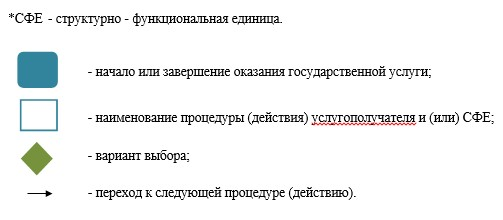 *СФЕ - структурно - функциональная единица.
- начало или завершение оказания государственной услуги;
- наименование процедуры (действия) услугополучателя и (или) СФЕ;
- вариант выбора;
- переход к следующей процедуре (действию).